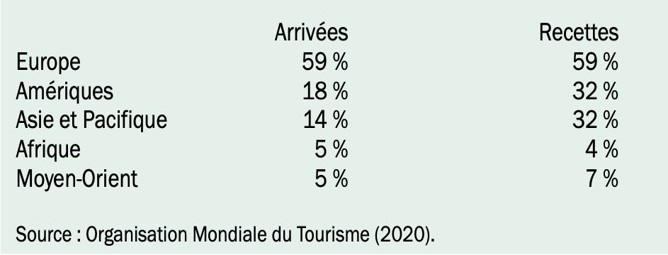 Arrivées Recettes
Europe 59 % 59 %
Amériques 18 % 32 %
Asie et Pacifique 14 % 32 %
Afrique 5 % 4 %
Moyen-Orient 5 % 7 %
Source : Organisation Mondiale du Tourisme (2020).